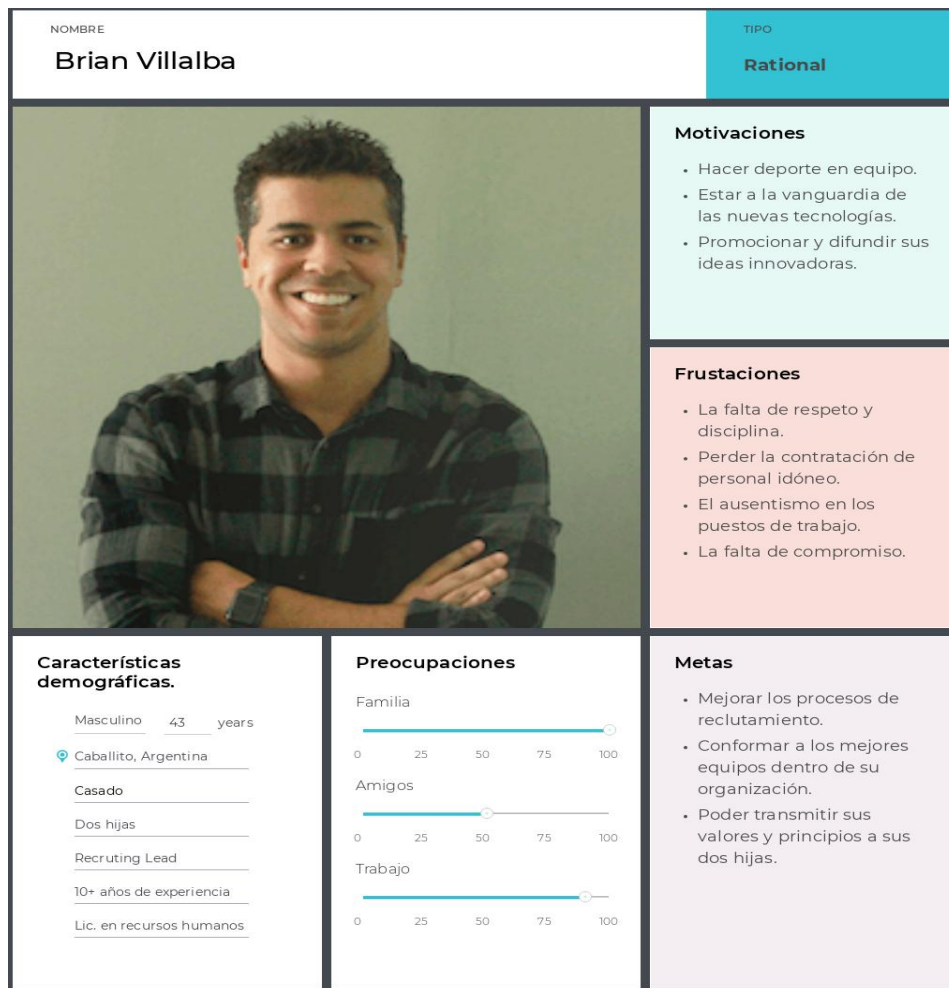 NOMBRE
Brian Villalba
TIPO
Rational
Motivaciones
• Hacer deporte en equipo.
• Estar a la vanguardia de
las nuevas tecnologías.
• Promocionar y difundir sus
ideas innovadoras.
Frustaciones
• La falta de respeto y
disciplina.
• Perder la contratación de
personal idóneo.
• El ausentismo en los
puestos de trabajo.
• La falta de compromiso.
Características
demográficas.
Masculino 43 years
Caballito, Argentina
Casado
Dos hijas
Recruting Lead
10+ años de experiencia
Lic. en recursos humanos
Preocupaciones
Familia
0 25 50 75 100
Amigos
0 25 50 75 100
Trabajo
0 25 50 75 100
Metas
• Mejorar los procesos de
reclutamiento.
• Conformar a los mejores
equipos dentro de su
organización.
• Poder transmitir sus
valores y principios a sus
dos hijas.